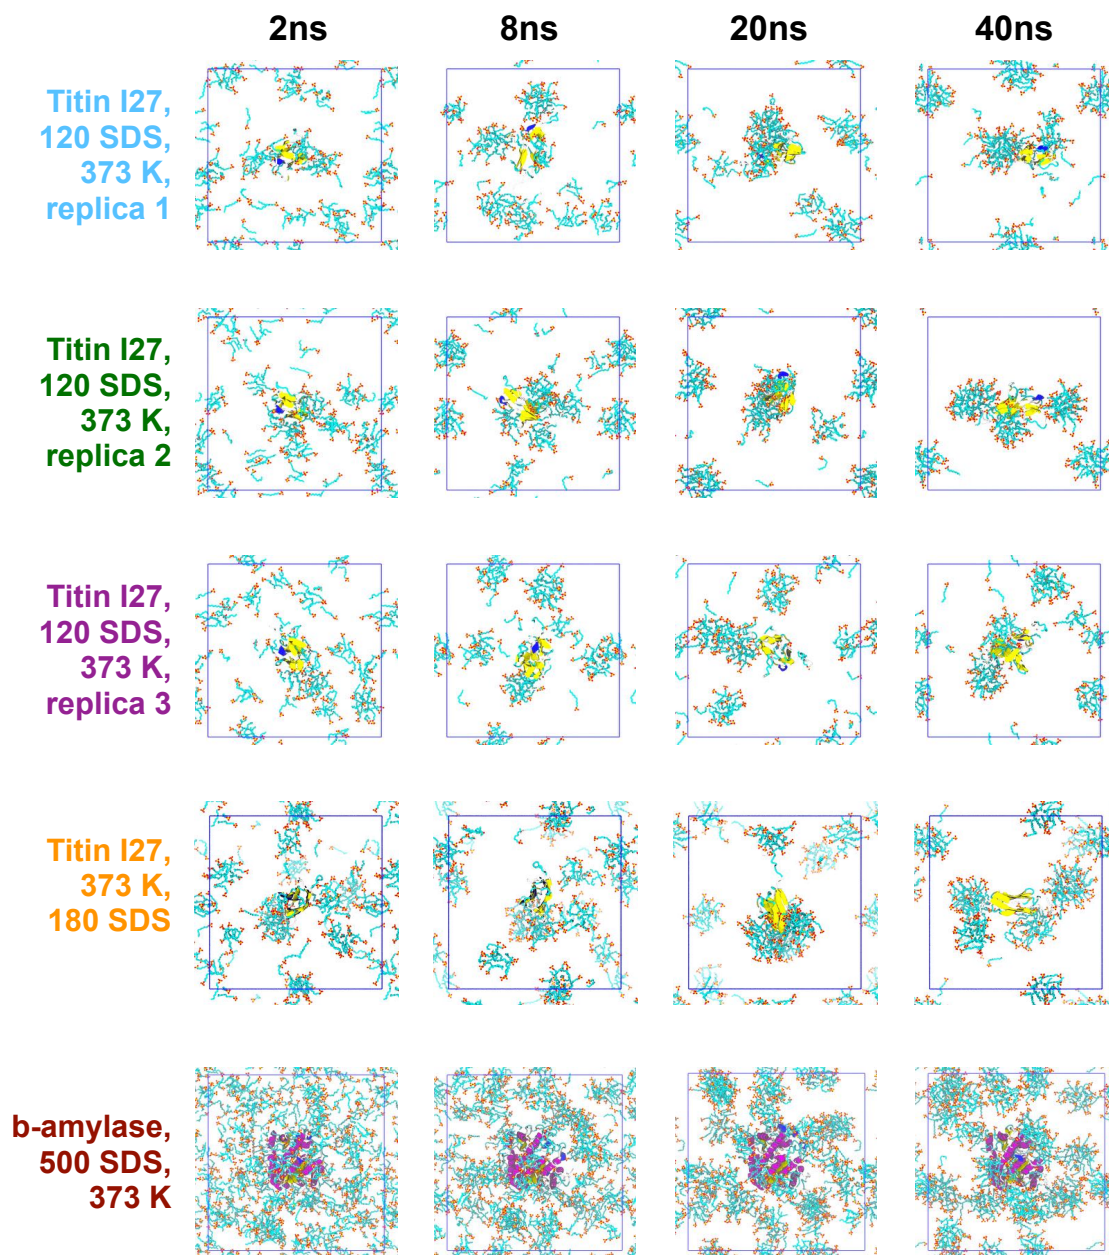 2ns 8ns 20ns 40ns
Titin I27,
120 SDS,
373 K,
replica 1
Titin I27,
120 SDS,
373 K,
replica 2
Titin I27,
120 SDS,
373 K,
replica 3
Titin I27,
373 K,
180 SDS
b-amylase,
500 SDS,
373 K